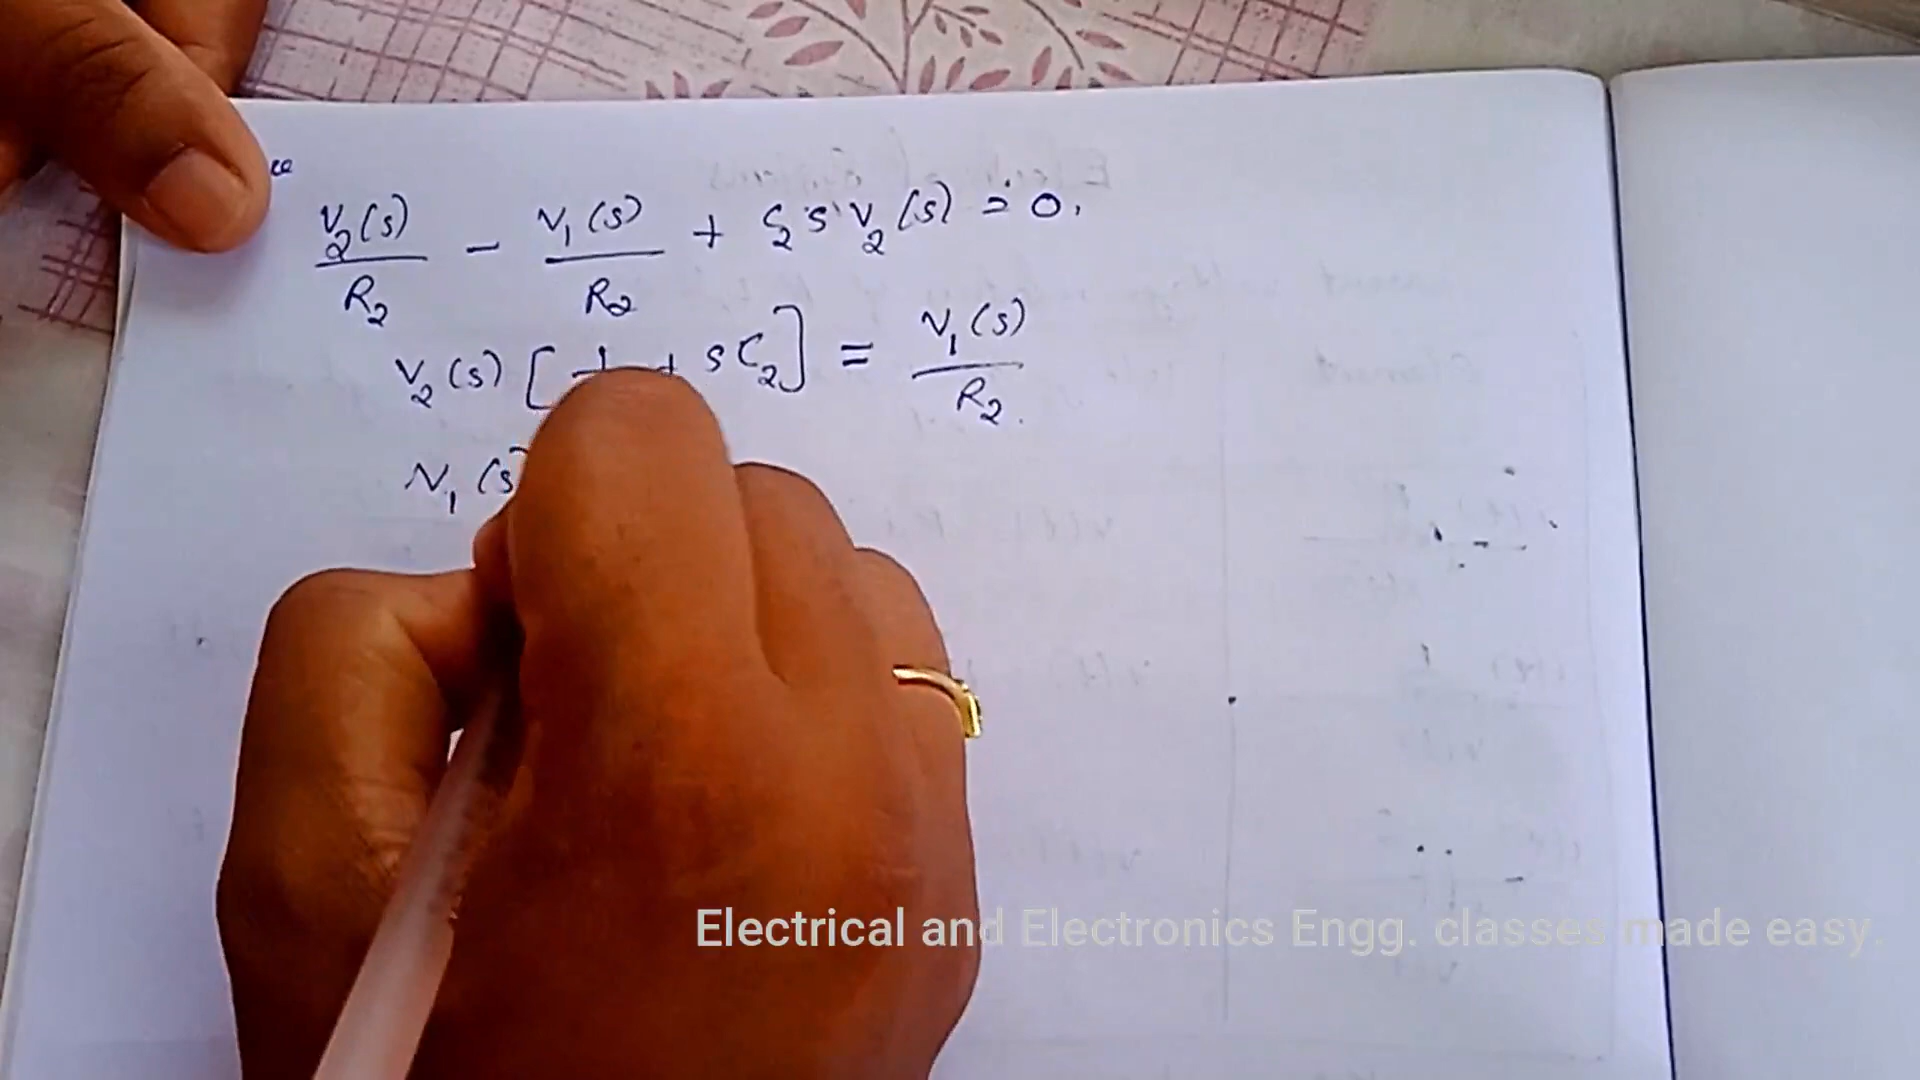 V₂(s)/R₂ - V₁(s)/R₂ + C₂ s V₂(s) = 0.
V₂(s) [ 1 + sC₂ ] = V₁(s)/R₂.
V₁(s)
Electrical and Electronics Engg. classes made easy.